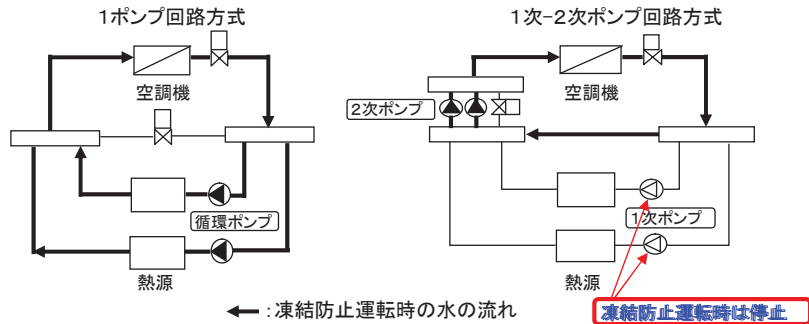 1ポンプ回路方式
1次-2次ポンプ回路方式
空調機
空調機
2次ポンプ
循環ポンプ
1次ポンプ
熱源
熱源
:凍結防止運転時の水の流れ
凍結防止運転時は停止